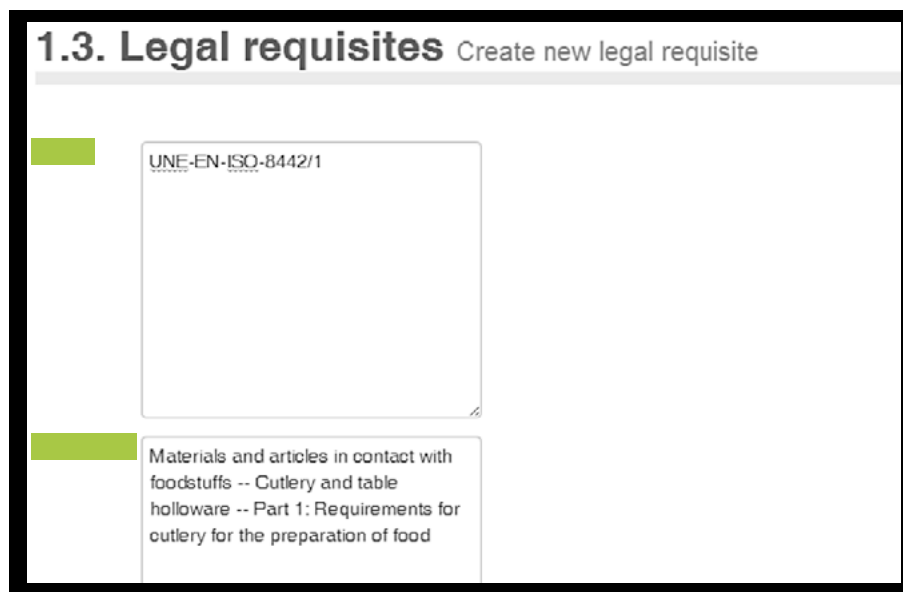 1.3. Legal requisites Create new legal requisite
UNE-EN-ISO-8442/1
Materials and articles in contact with
foodstuffs -- Cutlery and table
holloware -- Part 1: Requirements for
cutlery for the preparation of food